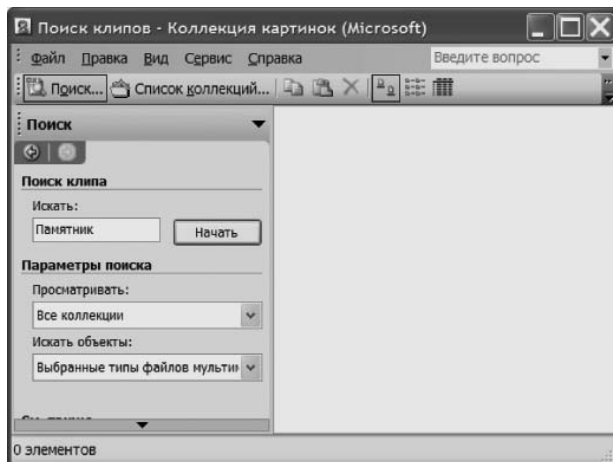 Поиск клипов - Коллекция картинок (Microsoft)
Файл Правка Вид Сервис Справка Введите вопрос
Поиск... Список коллекций...
Поиск
Поиск клипа
Искать:
Памятник Начать
Параметры поиска
Просматривать:
Все коллекции
Искать объекты:
Выбранные типы файлов
0 элементов